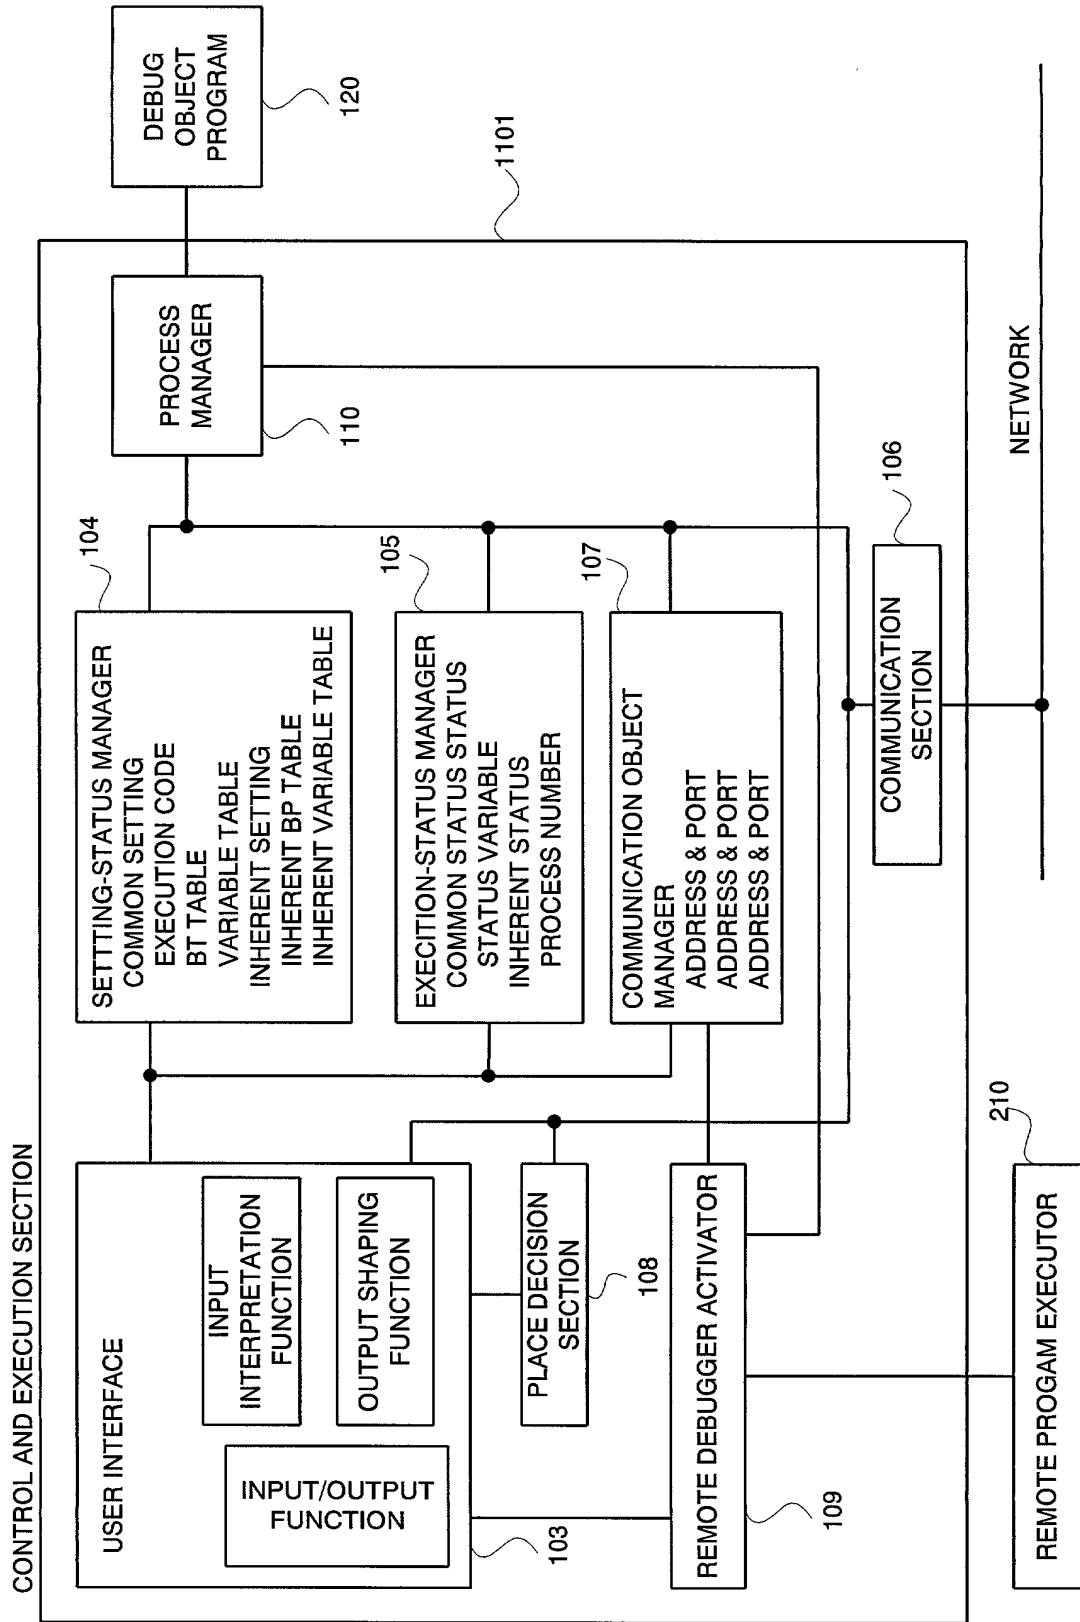 CONTROL AND EXECUTION SECTION
USER INTERFACE
INPUT
INTERPRETATION
FUNCTION
INPUT/OUTPUT
FUNCTION
OUTPUT SHAPING
FUNCTION
103
PLACE DECISION
SECTION
108
REMOTE DEBUGGER ACTIVATOR
109
REMOTE PROGAM EXECUTOR
210
SETTTING-STATUS MANAGER
COMMON SETTING
EXECUTION CODE
BT TABLE
VARIABLE TABLE
INHERENT SETTING
INHERENT BP TABLE
INHERENT VARIABLE TABLE
104
EXECITION-STATUS MANAGER
COMMON STATUS STATUS
STATUS VARIABLE
INHERENT STATUS
PROCESS NUMBER
105
COMMUNICATION OBJECT
MANAGER
ADDRESS & PORT
ADDRESS & PORT
ADDRESS & PORT
107
COMMUNICATION
SECTION
106
PROCESS
MANAGER
110
DEBUG
OBJECT
PROGRAM
120
1101
NETWORK